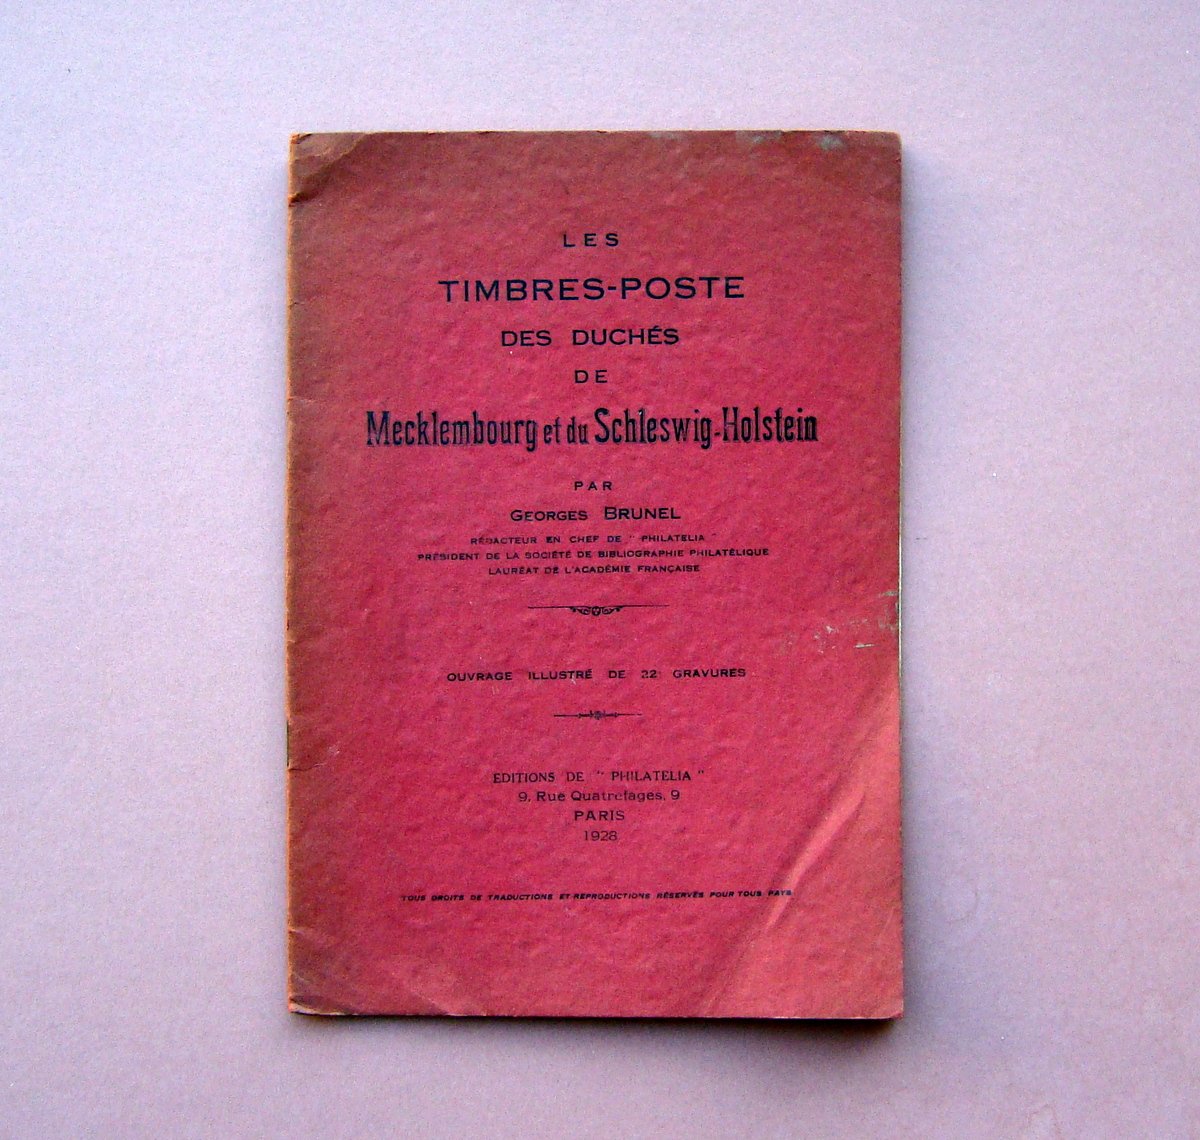 LES
TIMBRES-POSTE
DES DUCHÉS
DE
Mecklembourg et du Schleswig-Holstein
PAR
GEORGES BRUNEL
RÉDACTEUR EN CHEF DE " PHILATELIA "
PRÉSIDENT DE LA SOCIÉTÉ DE BIBLIOGRAPHIE PHILATÉLIQUE
LAURÉAT DE L'ACADÉMIE FRANÇAISE
OUVRAGE ILLUSTRÉ DE 22 GRAVURES
EDITIONS DE " PHILATELIA "
9, Rue Quatrefages, 9
PARIS
1928
TOUS DROITS DE TRADUCTIONS ET REPRODUCTIONS RÉSERVÉS POUR TOUS PAYS